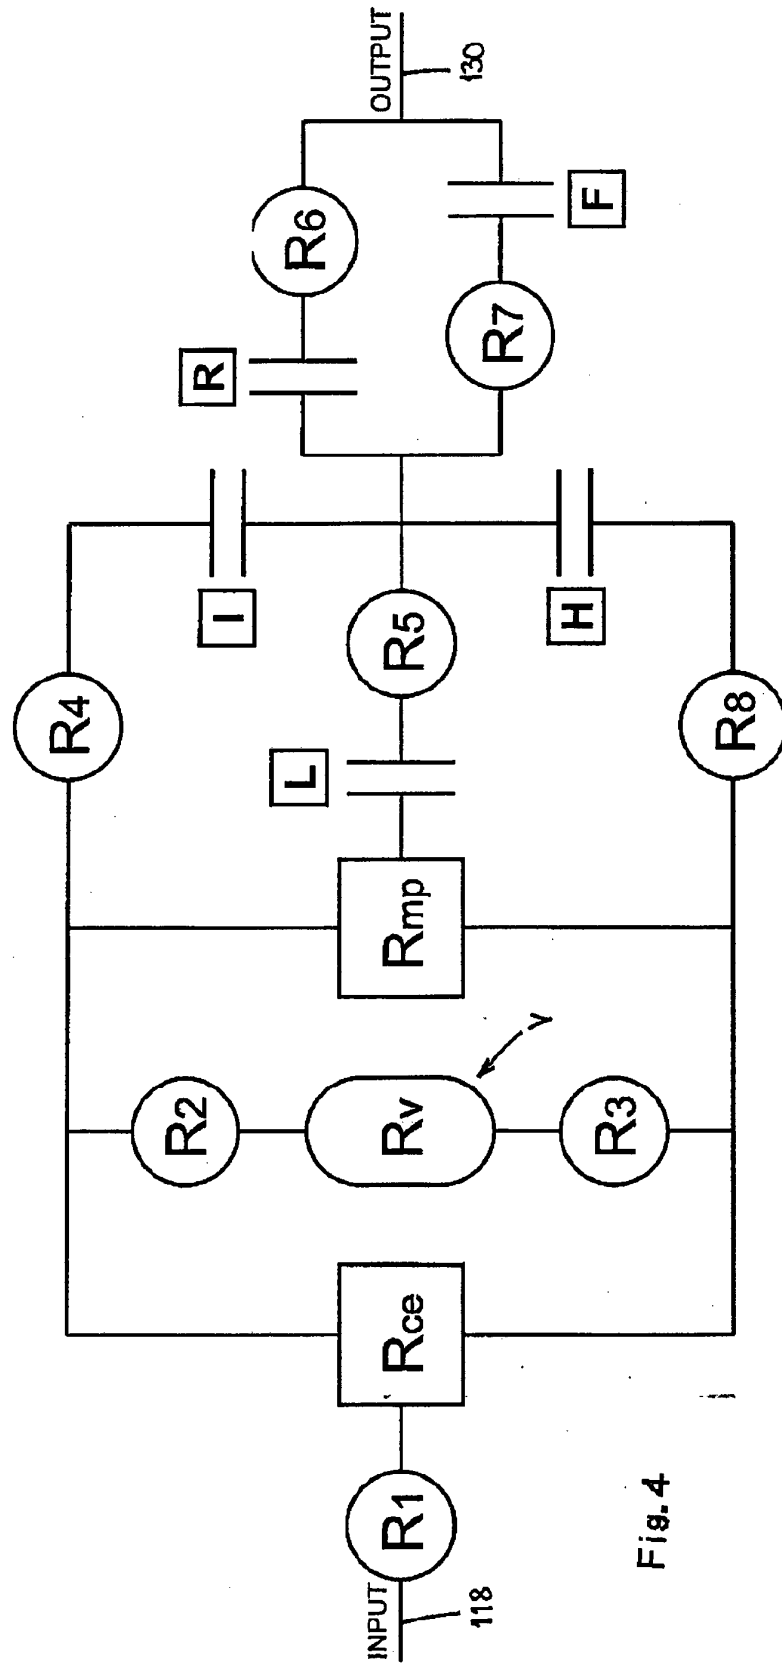 R4
R8
R2
Rv
γ
R3
R1
Rce
Rmp
L
R5
I
H
R
R6
R7
F
INPUT
118
OUTPUT
130
Fig. 4